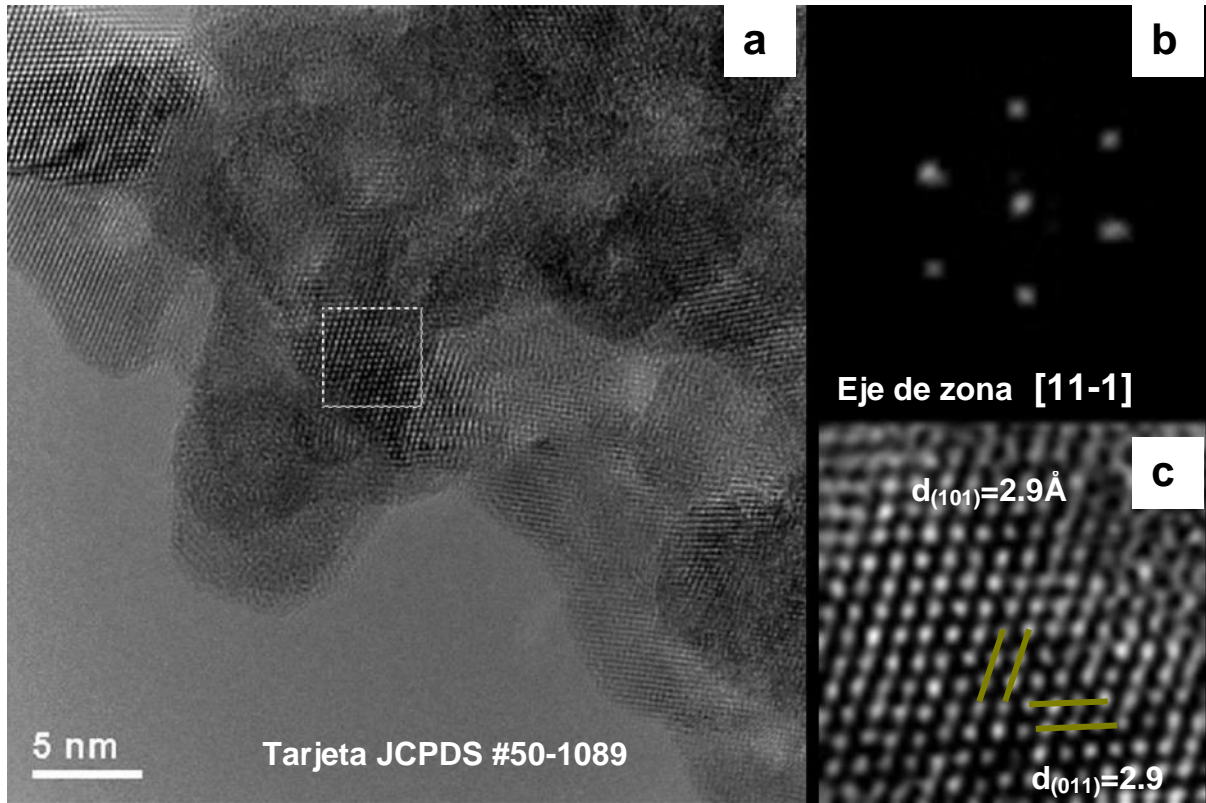 a
5 nm
Tarjeta JCPDS #50-1089
b
Eje de zona [11-1]
c
d(101)=2.9Å
d(011)=2.9